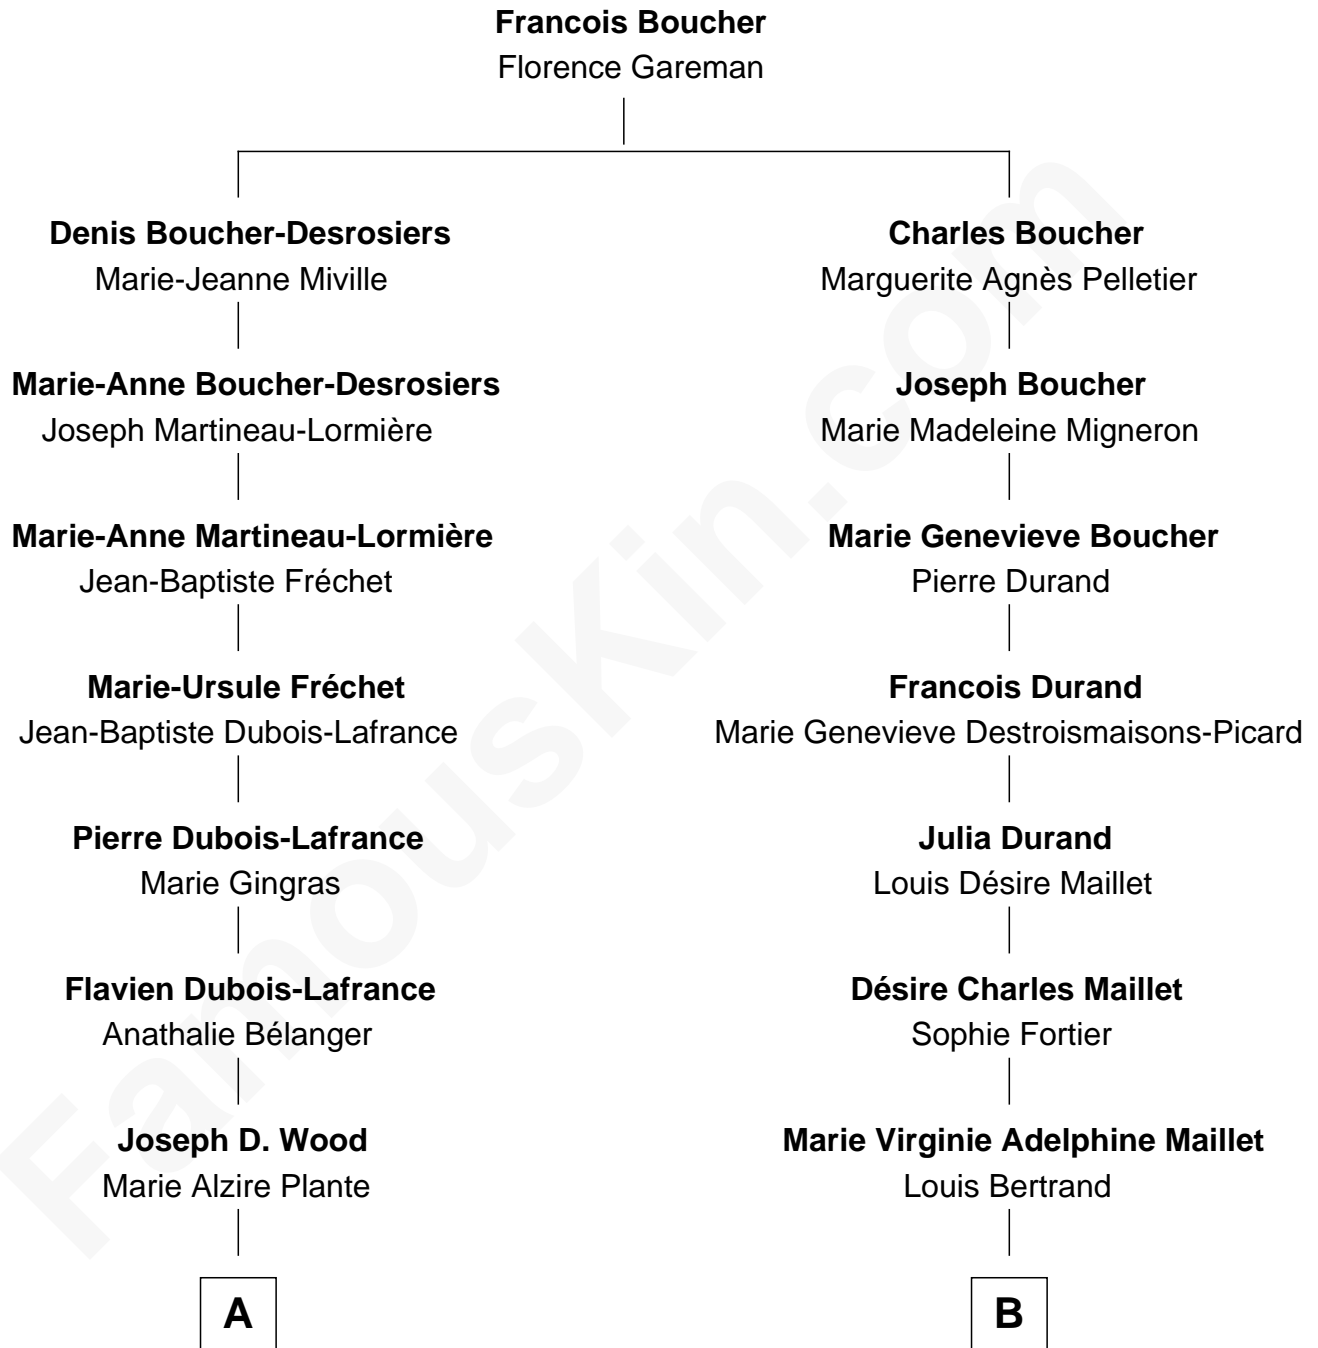 Francois Boucher
Florence Gareman
Denis Boucher-Desrosiers
Marie-Jeanne Miville
Charles Boucher
Marguerite Agnès Pelletier
Marie-Anne Boucher-Desrosiers
Joseph Martineau-Lormière
Joseph Boucher
Marie Madeleine Migneron
Marie-Anne Martineau-Lormière
Jean-Baptiste Fréchet
Marie Genevieve Boucher
Pierre Durand
Marie-Ursule Fréchet
Jean-Baptiste Dubois-Lafrance
Francois Durand
Marie Genevieve Destroismaisons-Picard
Pierre Dubois-Lafrance
Marie Gingras
Julia Durand
Louis Désire Maillet
Flavien Dubois-Lafrance
Anathalie Bélanger
Désire Charles Maillet
Sophie Fortier
Joseph D. Wood
Marie Alzire Plante
Marie Virginie Adelphine Maillet
Louis Bertrand
A
B
FamousKin.com